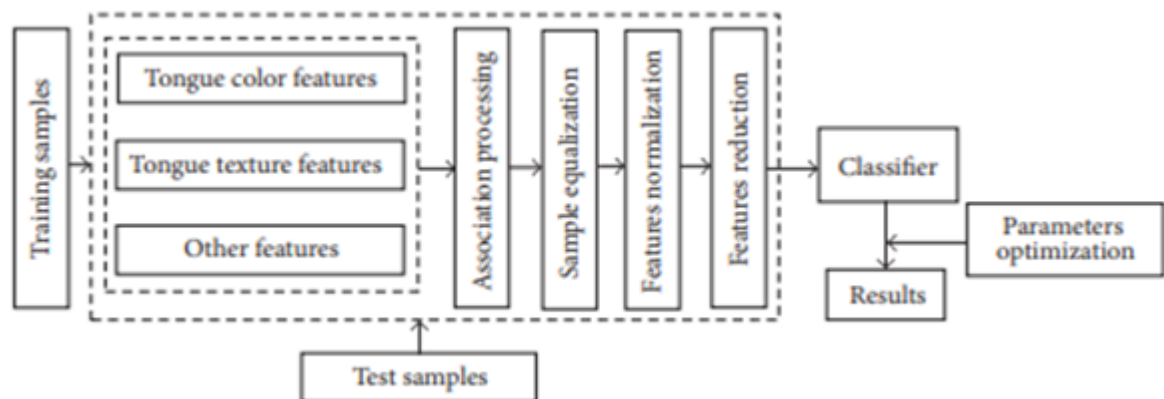 Training samples
Tongue color features
Tongue texture features
Other features
Association processing
Sample equalization
Features normalization
Features reduction
Classifier
Parameters
optimization
Results
Test samples